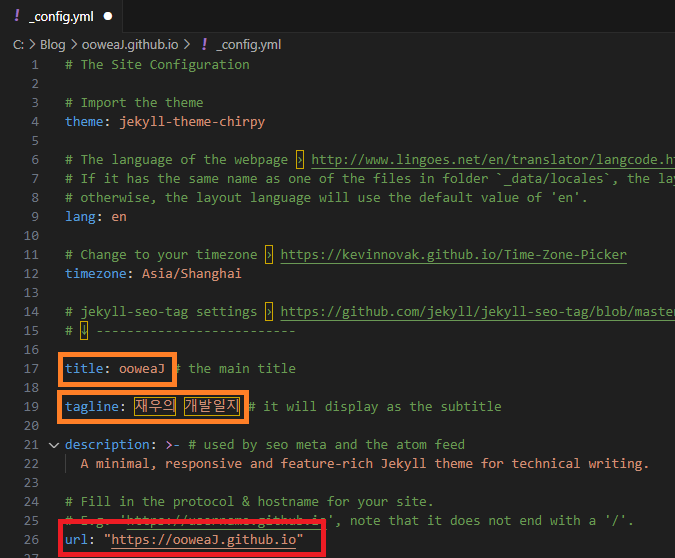 ! _config.yml ●
C: > Blog > ooweaJ.github.io > ! _config.yml
1 # The Site Configuration
2
3 # Import the theme
4 theme: jekyll-theme-chirpy
5
6 # The language of the webpage › http://www.lingoes.net/en/translator/langcode.h
7 # If it has the same name as one of the files in folder `_data/locales`, the lay
8 # otherwise, the layout language will use the default value of 'en'.
9 lang: en
10
11 # Change to your timezone › https://kevinnovak.github.io/Time-Zone-Picker
12 timezone: Asia/Shanghai
13
14 # jekyll-seo-tag settings › https://github.com/jekyll/jekyll-seo-tag/blob/master
15 # ↓ --------------------------
16
17 title: ooweaJ # the main title
18
19 tagline: 재우의 개발일지 # it will display as the subtitle
20
21 description: >- # used by seo meta and the atom feed
22 A minimal, responsive and feature-rich Jekyll theme for technical writing.
23
24 # Fill in the protocol & hostname for your site.
25 # E.g. 'https://username.github.io', note that it does not end with a '/'.
26 url: "https://ooweaJ.github.io"
27